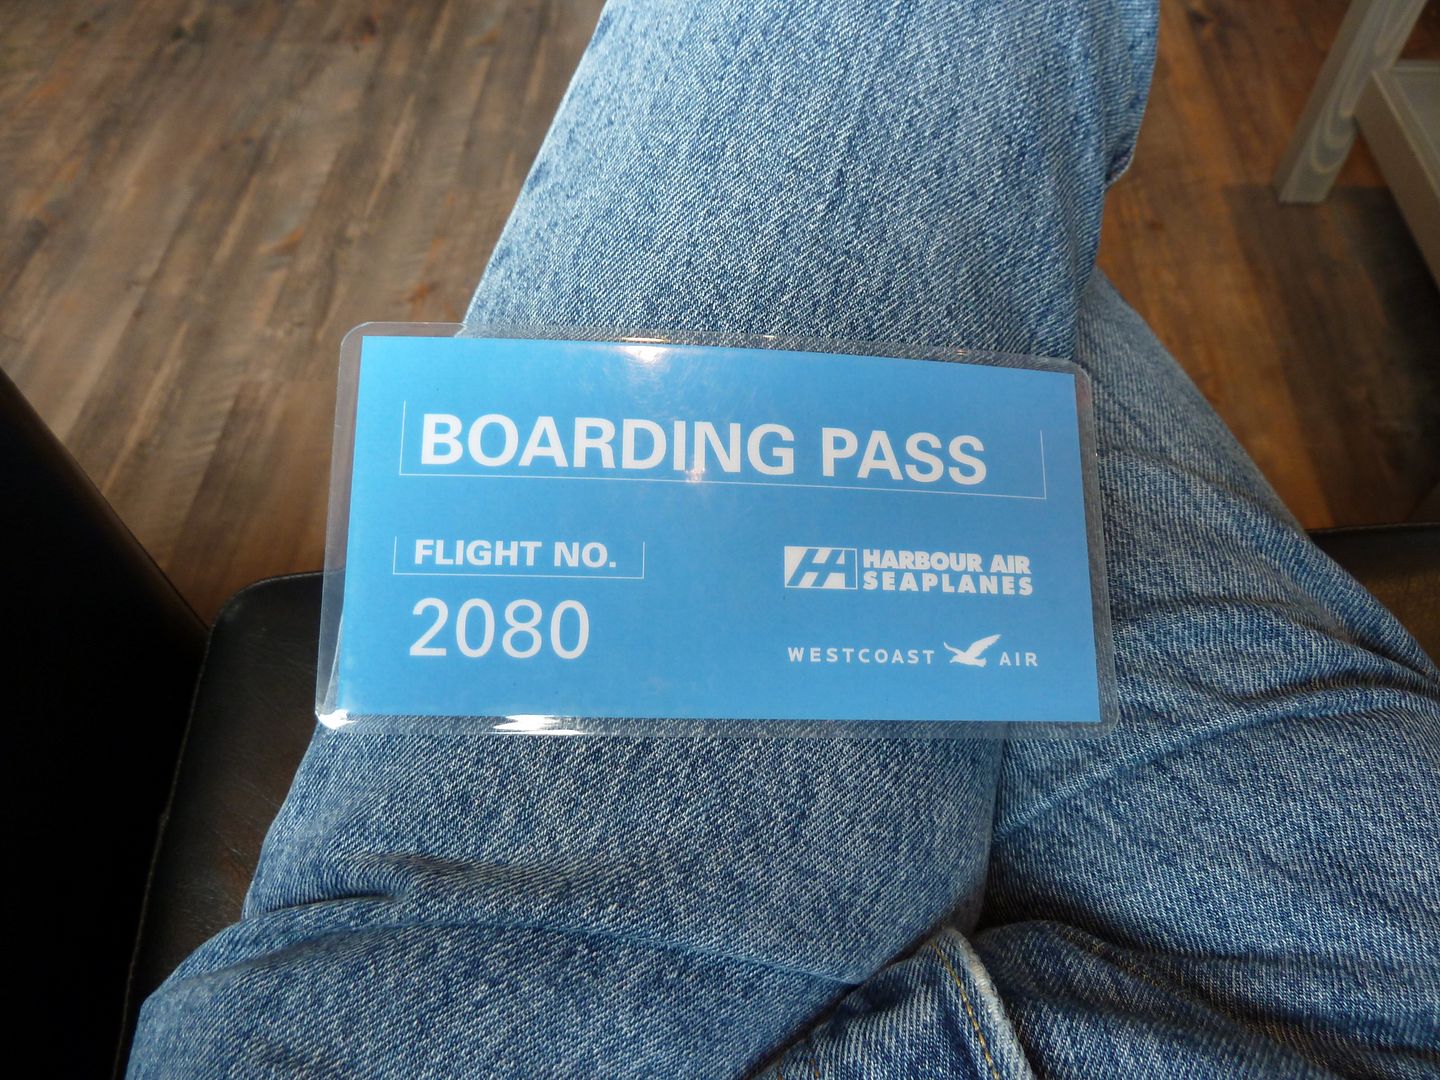 BOARDING PASS
FLIGHT NO.
2080
HARBOUR AIR
SEAPLANES
WESTCOAST AIR